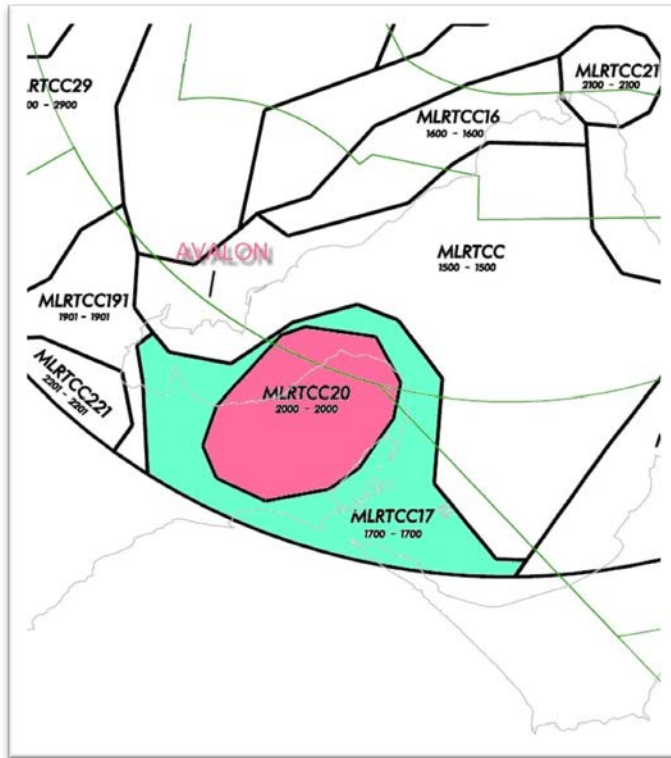 MLRTCC21
2100 - 2100
RTCC29
00 - 2900
MLRTCC16
1600 - 1600
AVALON
MLRTCC
1500 - 1500
MLRTCC191
1901 - 1901
MLRTCC221
2201 - 2201
MLRTCC20
2000 - 2000
MLRTCC17
1700 - 1700